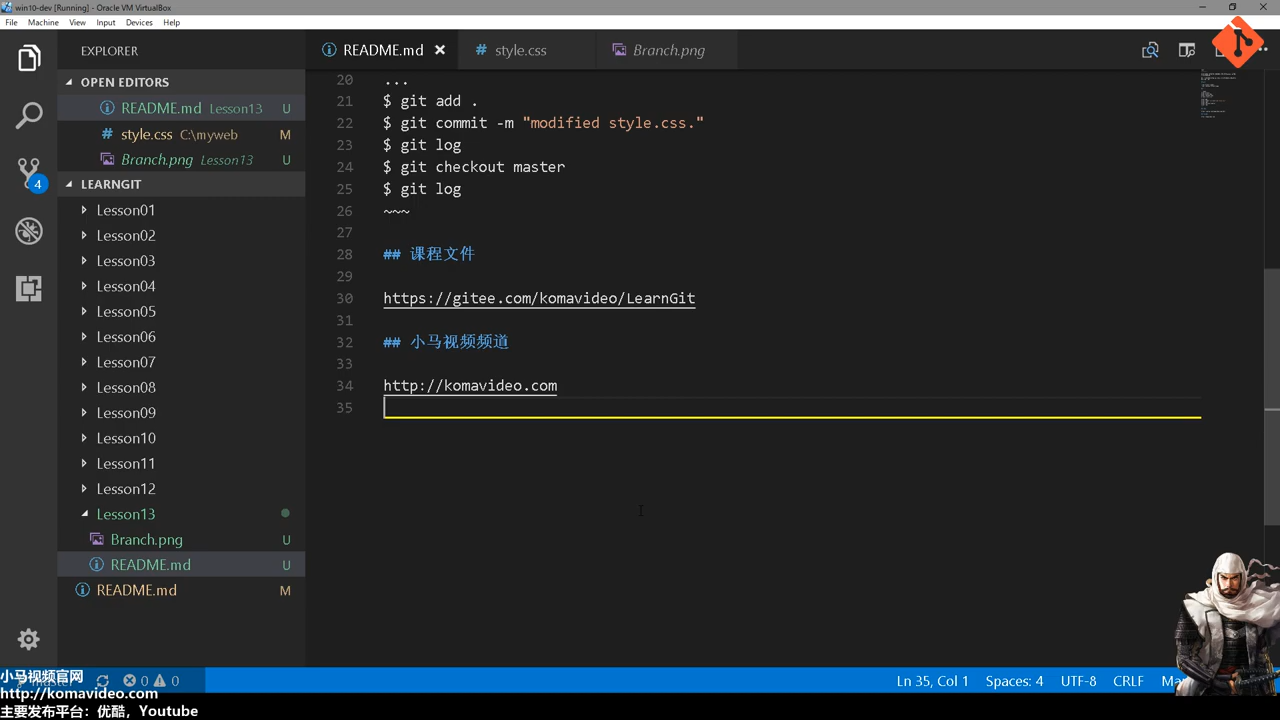 win10-dev [Running] - Oracle VM VirtualBox
File Machine View Input Devices Help
EXPLORER
OPEN EDITORS
README.md Lesson13 U
style.css C:\myweb M
Branch.png Lesson13 U
4
LEARNGIT
Lesson01
Lesson02
Lesson03
Lesson04
Lesson05
Lesson06
Lesson07
Lesson08
Lesson09
Lesson10
Lesson11
Lesson12
Lesson13
Branch.png U
README.md U
README.md M
README.md style.css Branch.png
20 ...
21 $ git add .
22 $ git commit -m "modified style.css."
23 $ git log
24 $ git checkout master
25 $ git log
26 ~~~
27
28 ## 课程文件
29
30 https://gitee.com/komavideo/LearnGit
31
32 ## 小马视频频道
33
34 http://komavideo.com
35
0 0 Ln 35, Col 1 Spaces: 4 UTF-8 CRLF
小马视频官网
http://komavideo.com
主要发布平台：优酷，Youtube